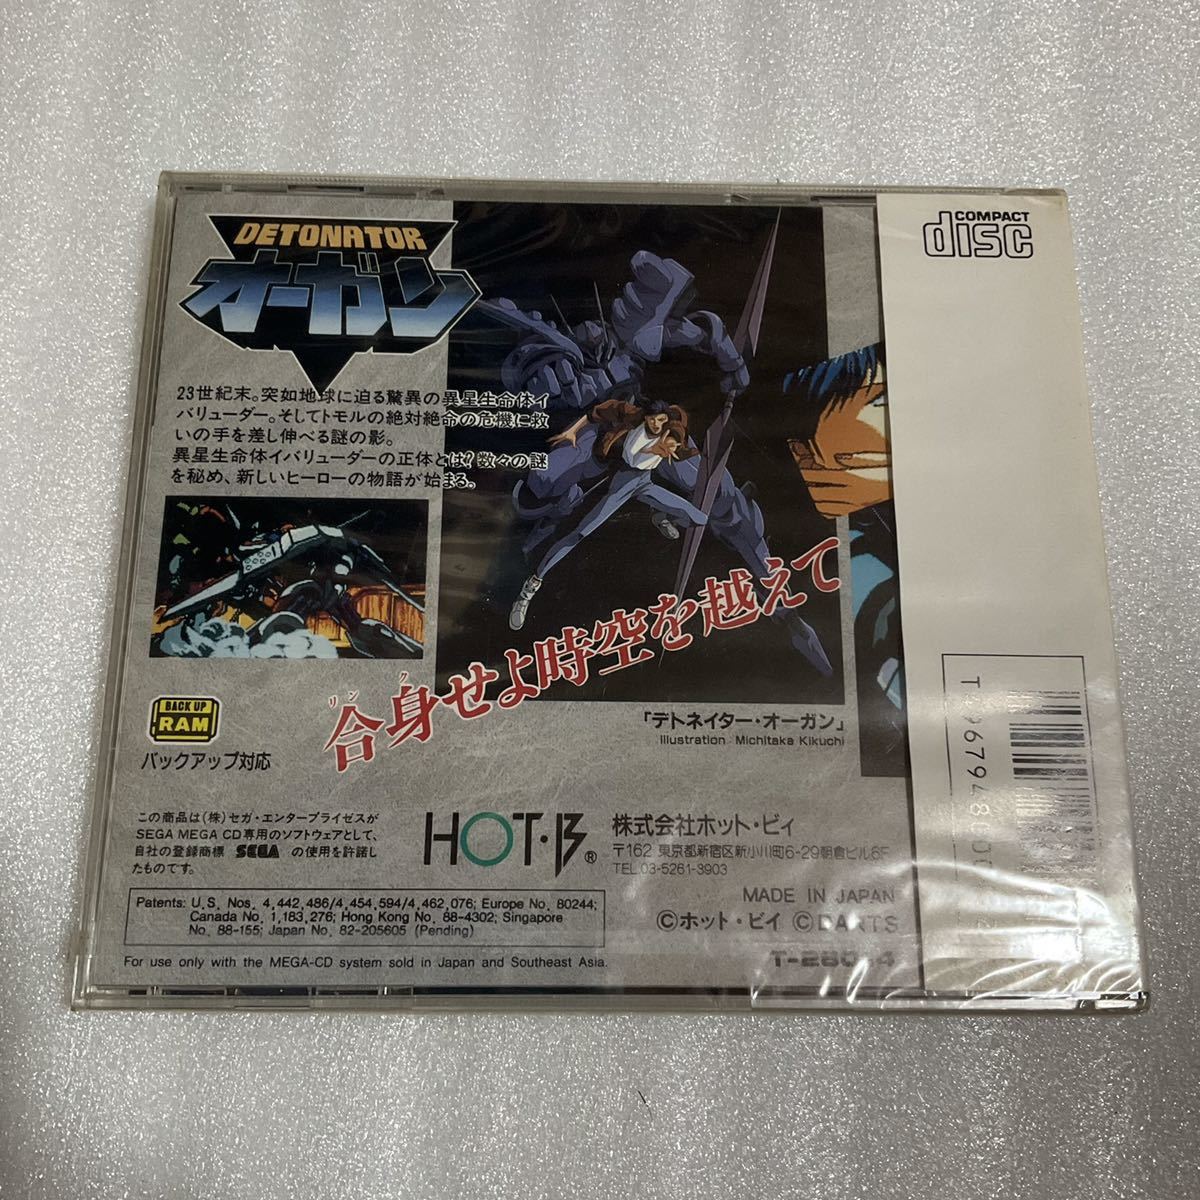 DETONATOR
オーガン
COMPACT
disc
23世紀末。突如地球に迫る驚異の異星生命体イ
バリューダー。そしてトモルの絶対絶命の危機に救
いの手を差し伸べる謎の影。
異星生命体イバリューダーの正体とは?数々の謎
を秘め、新しいヒーローの物語が始まる。
リンク
合身せよ時空を越えて
「デトネイター・オーガン」
Illustration Michitaka Kikuchi
BACK UP
RAM
バックアップ対応
この商品は(株)セガ・エンタープライゼスが
SEGA MEGA CD専用のソフトウェアとして、
自社の登録商標 SEGA の使用を許諾し
たものです。
HOT・B®
株式会社ホット・ビィ
〒162 東京都新宿区新小川町6-29朝倉ビル6F
TEL.03-5261-3903
Patents: U.S. Nos. 4,442,486/4,454,594/4,462,076; Europe No. 80244;
Canada No. 1,183,276; Hong Kong No. 88-4302; Singapore
No. 88-155; Japan No. 82-205605 (Pending)
For use only with the MEGA-CD system sold in Japan and Southeast Asia.
MADE IN JAPAN
©ホット・ビィ ©DARTS